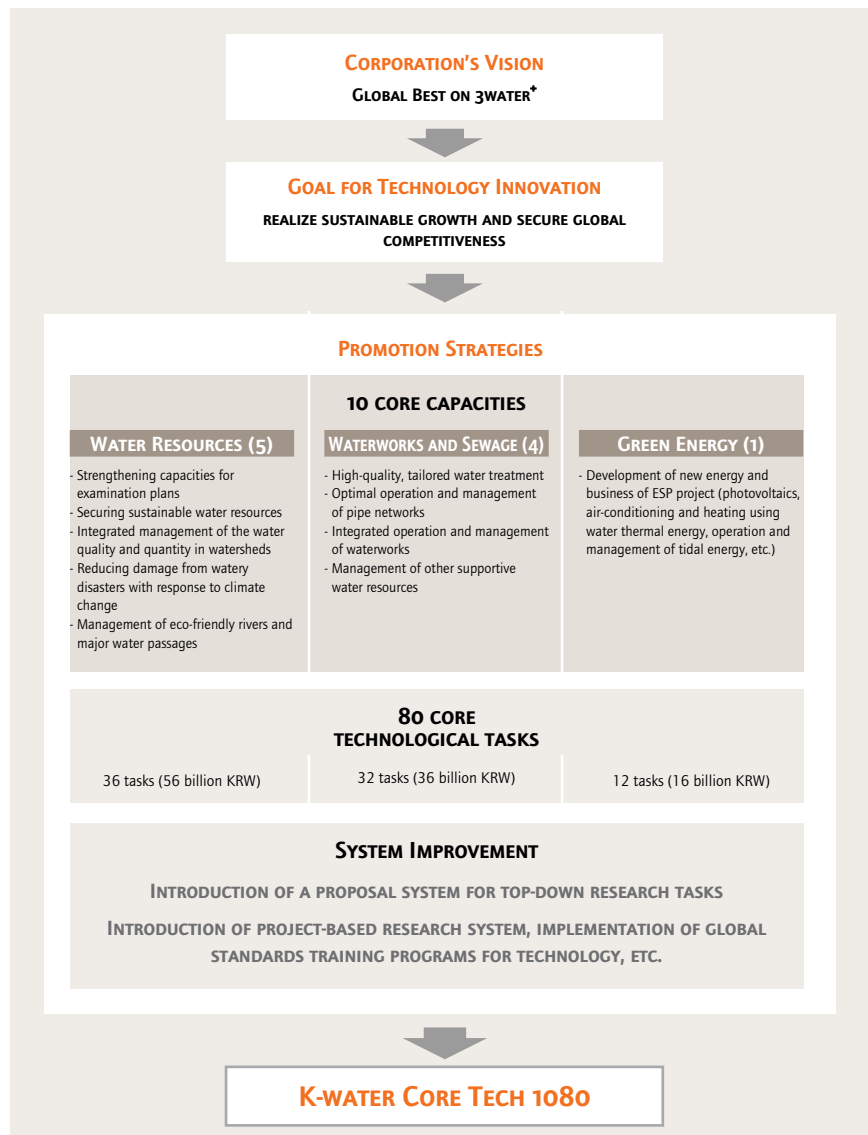 Corporation's Vision
Global Best on 3water+
Goal for Technology Innovation
realize sustainable growth and secure global
competitiveness
Promotion Strategies
10 core capacities
Water Resources (5)
- Strengthening capacities for
examination plans
- Securing sustainable water resources
- Integrated management of the water
quality and quantity in watersheds
- Reducing damage from watery
disasters with response to climate
change
- Management of eco-friendly rivers and
major water passages
Waterworks and Sewage (4)
- High-quality, tailored water treatment
- Optimal operation and management
of pipe networks
- Integrated operation and management
of waterworks
- Management of other supportive
water resources
Green Energy (1)
- Development of new energy and
business of ESP project (photovoltaics,
air-conditioning and heating using
water thermal energy, operation and
management of tidal energy, etc.)
80 core
technological tasks
36 tasks (56 billion KRW)
32 tasks (36 billion KRW)
12 tasks (16 billion KRW)
System Improvement
Introduction of a proposal system for top-down research tasks
Introduction of project-based research system, implementation of global
standards training programs for technology, etc.
K-water Core Tech 1080